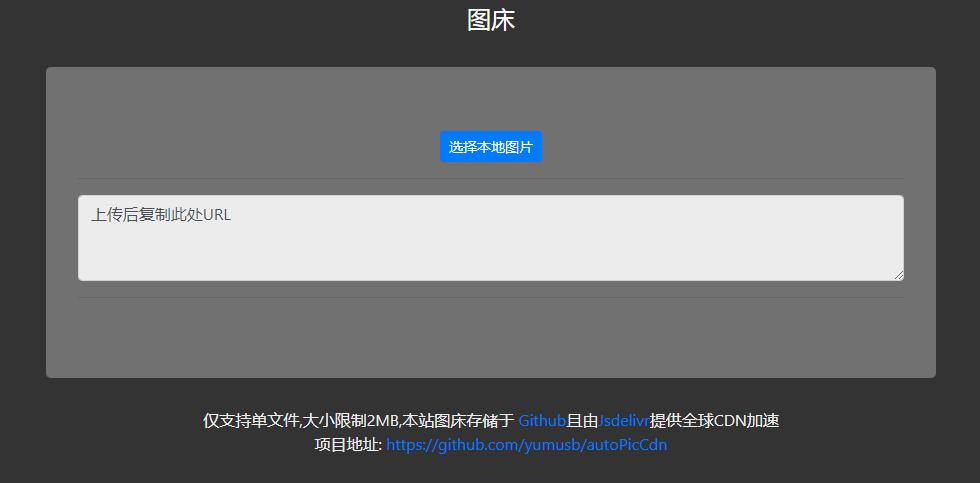 图床
选择本地图片
上传后复制此处URL
仅支持单文件,大小限制2MB,本站图床存储于 Github且由Jsdelivr提供全球CDN加速
项目地址: https://github.com/yumusb/autoPicCdn